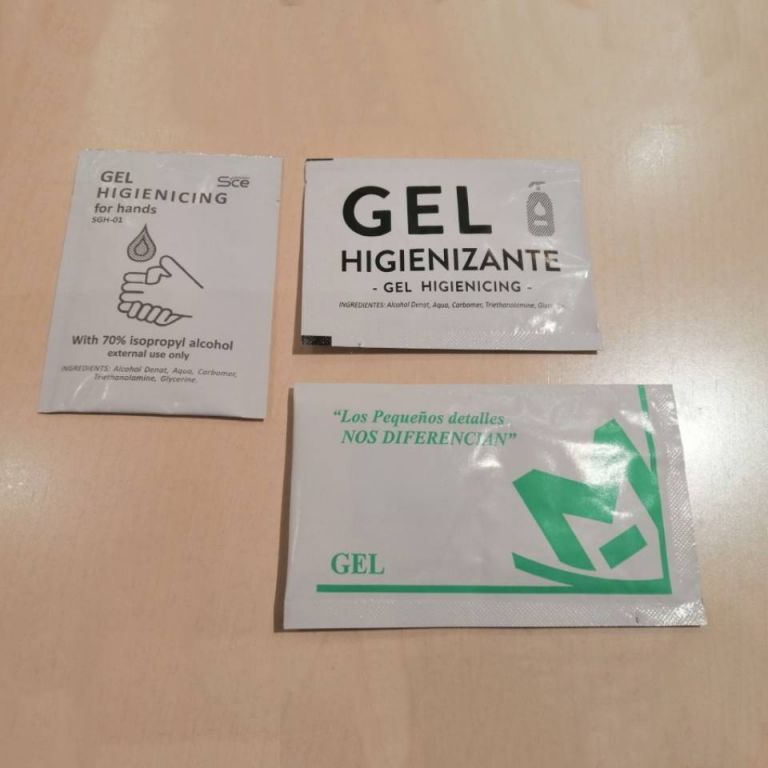 GEL
HIGIENICING
for hands
SGH-01
Sce
With 70% isopropyl alcohol
external use only
INGREDIENTS: Alcohol Denat, Aqua, Carbomer,
Triethanolamine, Glycerine.
GEL
HIGIENIZANTE
- GEL HIGIENICING -
INGREDIENTES: Alcohol Denat, Aqua, Carbomer, Triethanolamine,
“Los Pequeños detalles
NOS DIFERENCIAN”
GEL